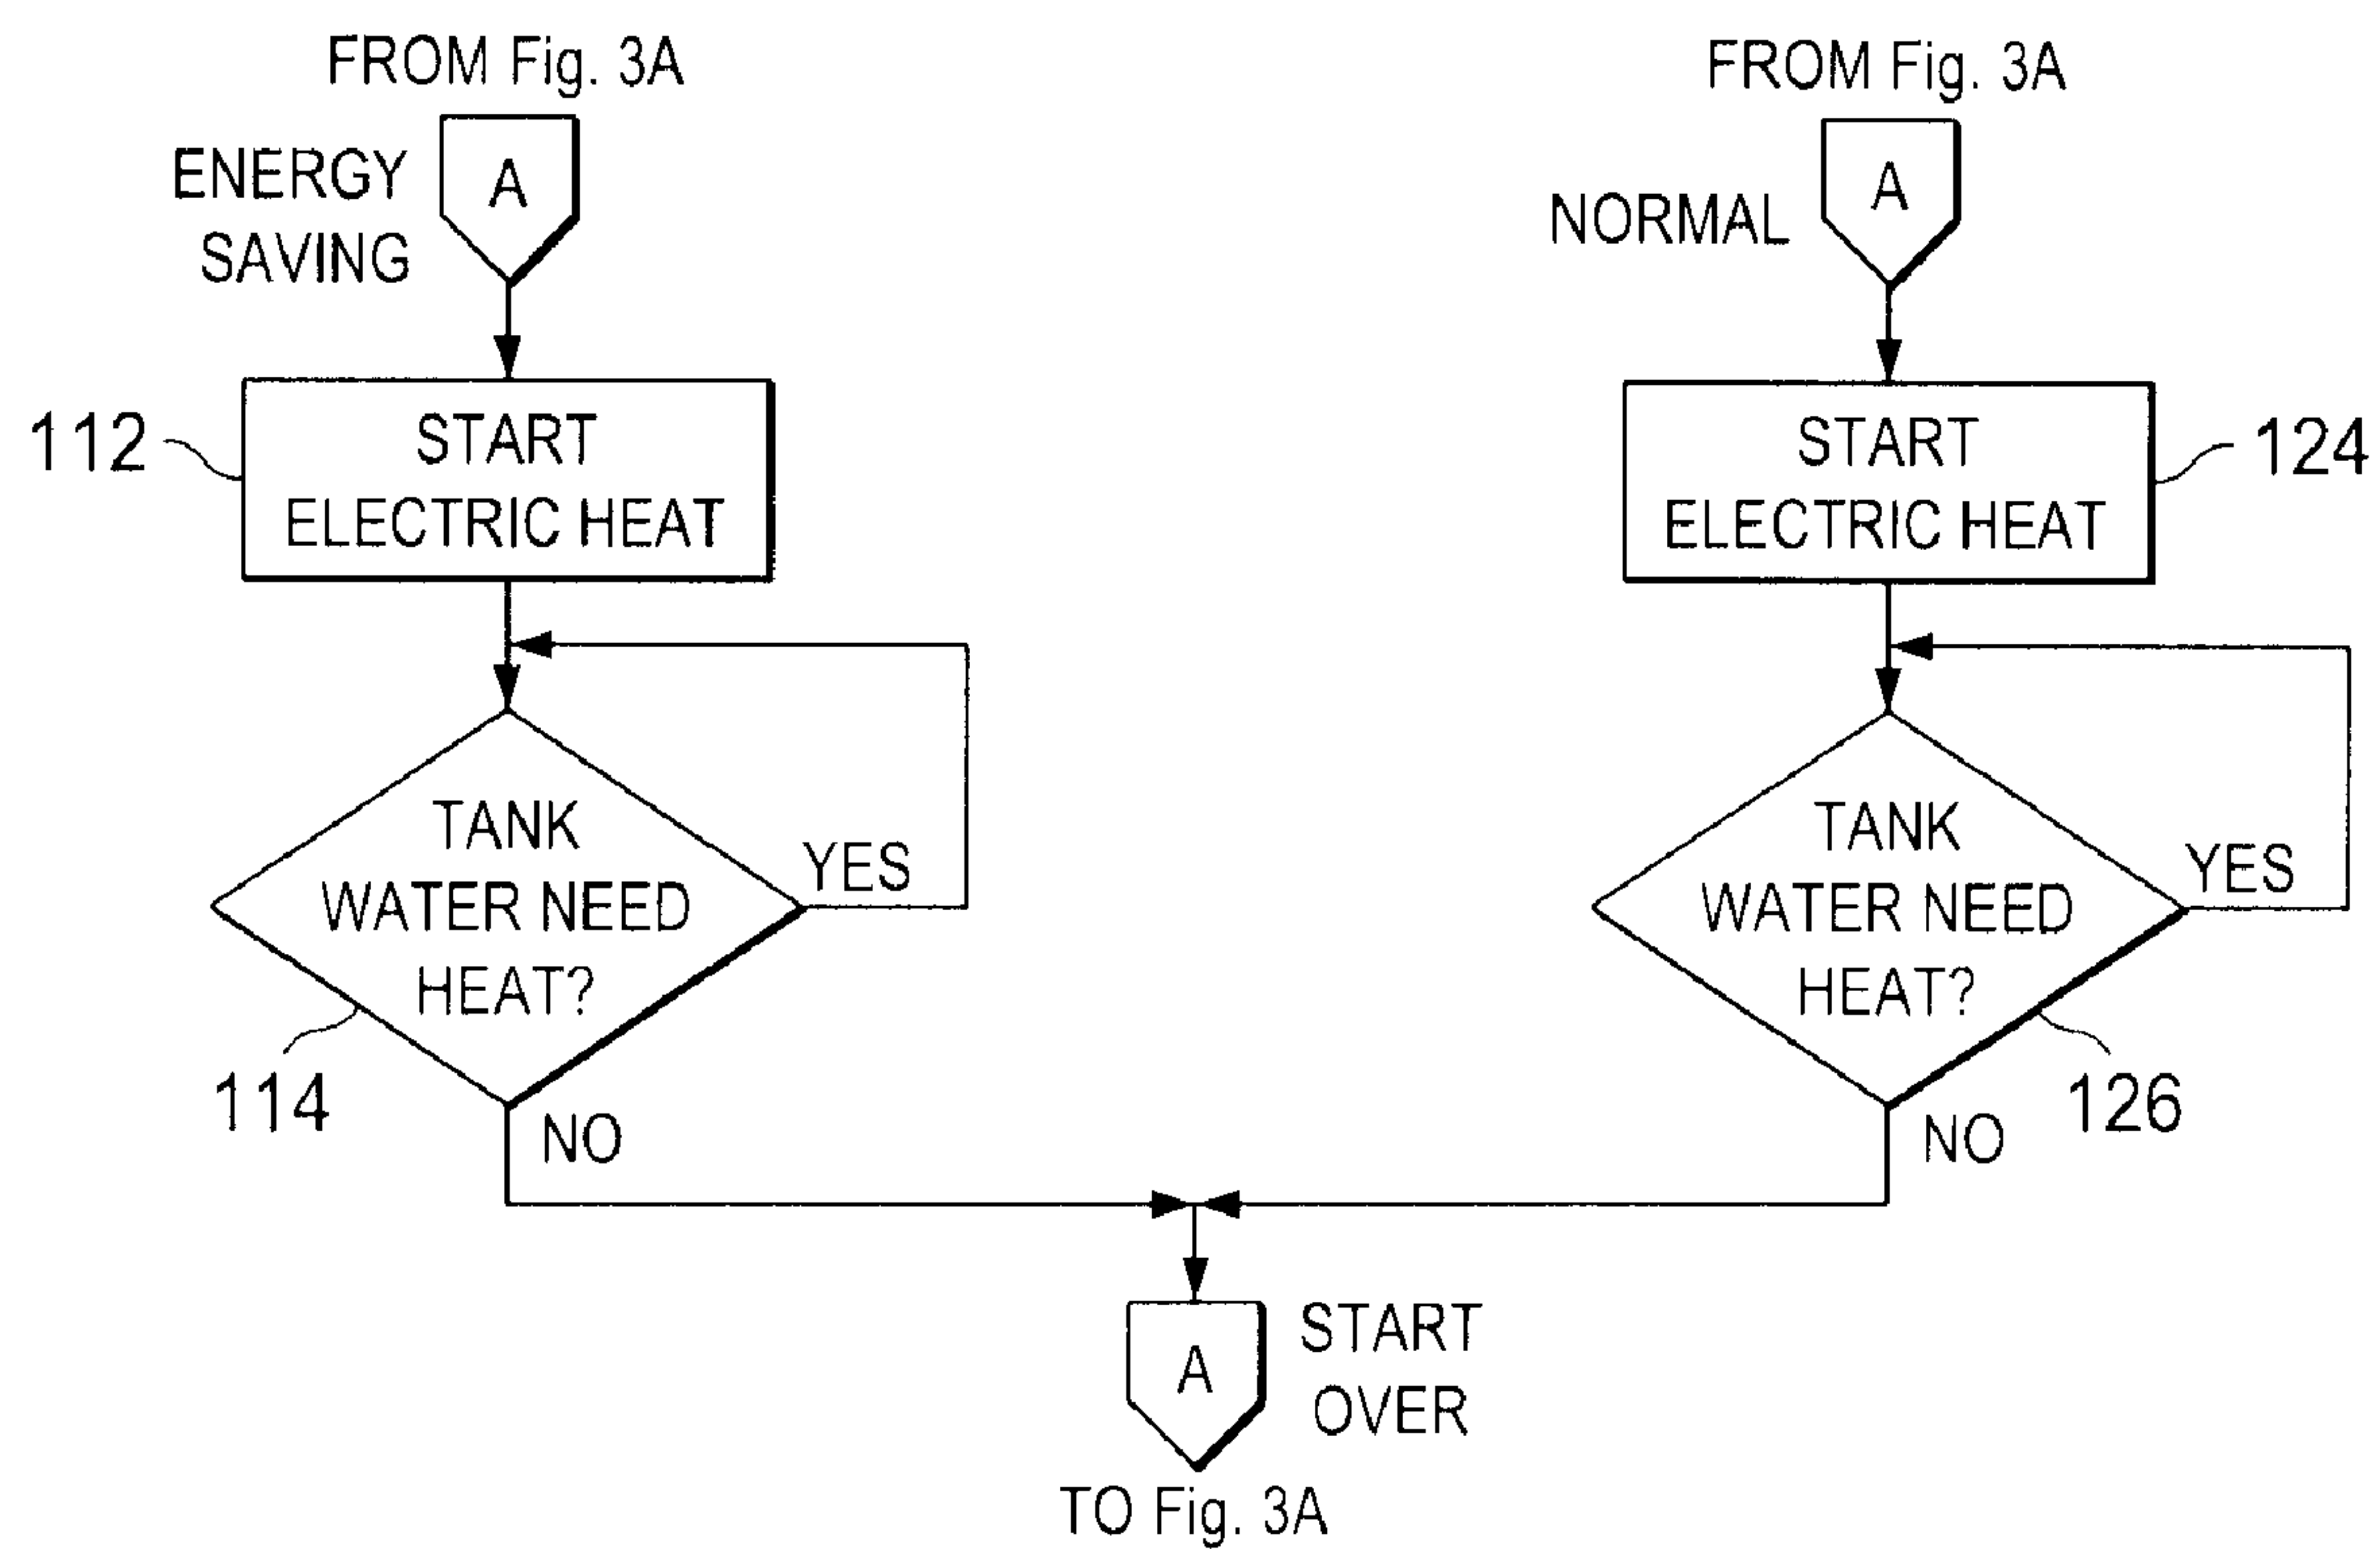 FROM Fig. 3A
ENERGY
SAVING
A
112
START
ELECTRIC HEAT
TANK
WATER NEED
HEAT?
YES
114
NO
FROM Fig. 3A
NORMAL
A
START
ELECTRIC HEAT
124
TANK
WATER NEED
HEAT?
YES
126
NO
A
START
OVER
TO Fig. 3A